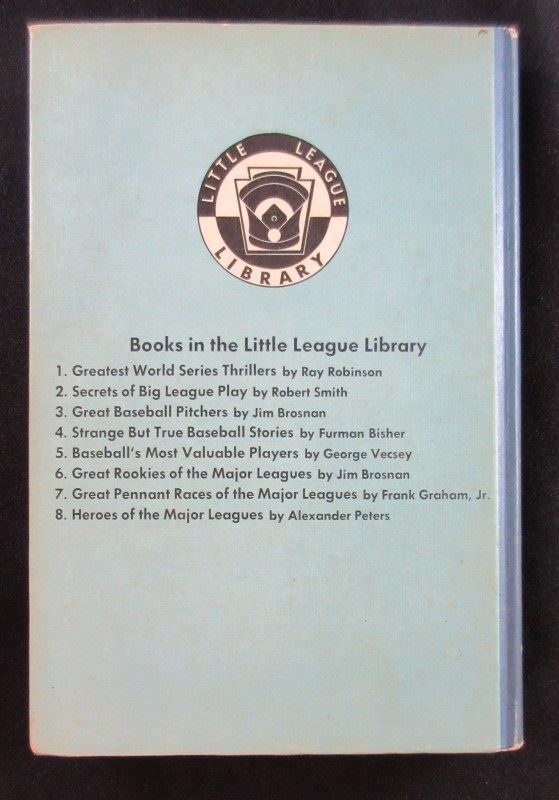 LITTLE LEAGUE
LIBRARY
Books in the Little League Library
1. Greatest World Series Thrillers by Ray Robinson
2. Secrets of Big League Play by Robert Smith
3. Great Baseball Pitchers by Jim Brosnan
4. Strange But True Baseball Stories by Furman Bisher
5. Baseball's Most Valuable Players by George Vecsey
6. Great Rookies of the Major Leagues by Jim Brosnan
7. Great Pennant Races of the Major Leagues by Frank Graham, Jr.
8. Heroes of the Major Leagues by Alexander Peters